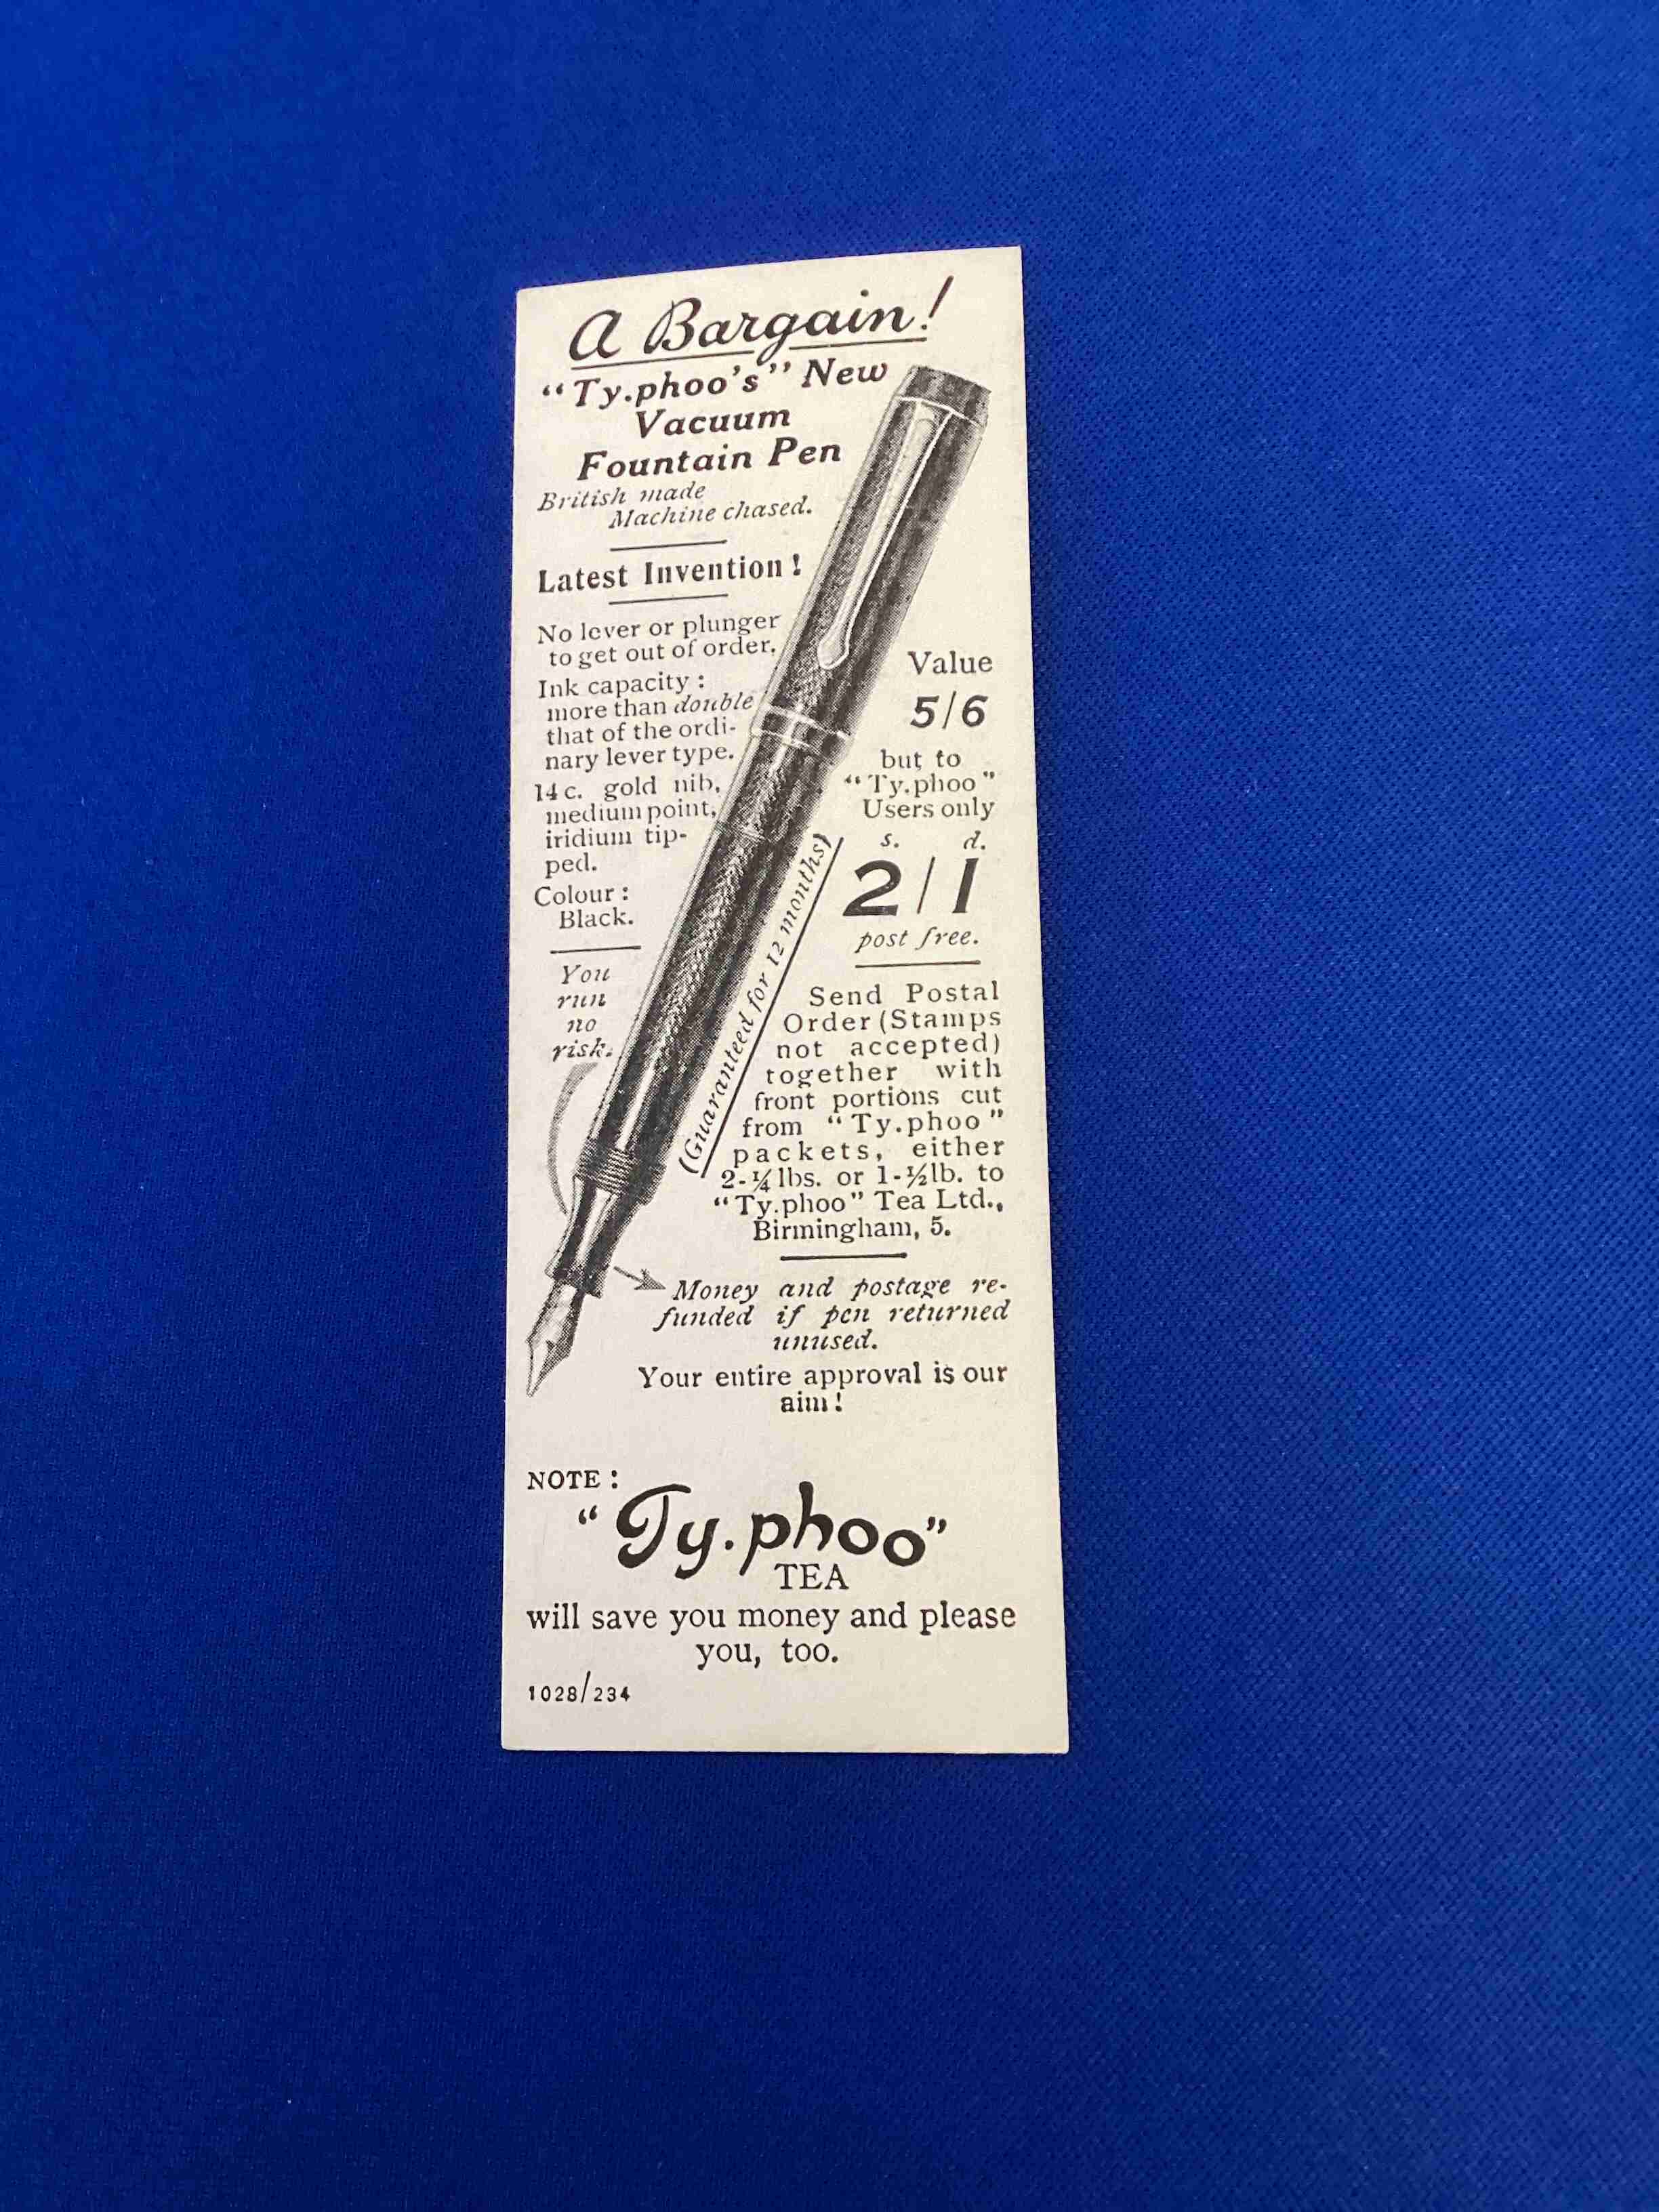 A Bargain!
"Ty.phoo's" New
Vacuum
Fountain Pen
British made
Machine chased.
Latest Invention!
No lever or plunger
to get out of order.
Ink capacity:
more than double
that of the ordi-
nary lever type.
14 c. gold nib,
medium point,
iridium tip-
ped.
Colour:
Black.
You
run
no
risk.
(Guaranteed for 12 months)
Value
5/6
but to
"Ty.phoo"
Users only
s. d.
2/1
post free.
Send Postal
Order (Stamps
not accepted)
together with
front portions cut
from "Ty.phoo"
packets, either
2-¼ lbs. or 1-½ lb. to
"Ty.phoo" Tea Ltd.,
Birmingham, 5.
Money and postage re-
funded if pen returned
unused.
Your entire approval is our
aim!
NOTE:
"Ty.phoo"
TEA
will save you money and please
you, too.
1028/234